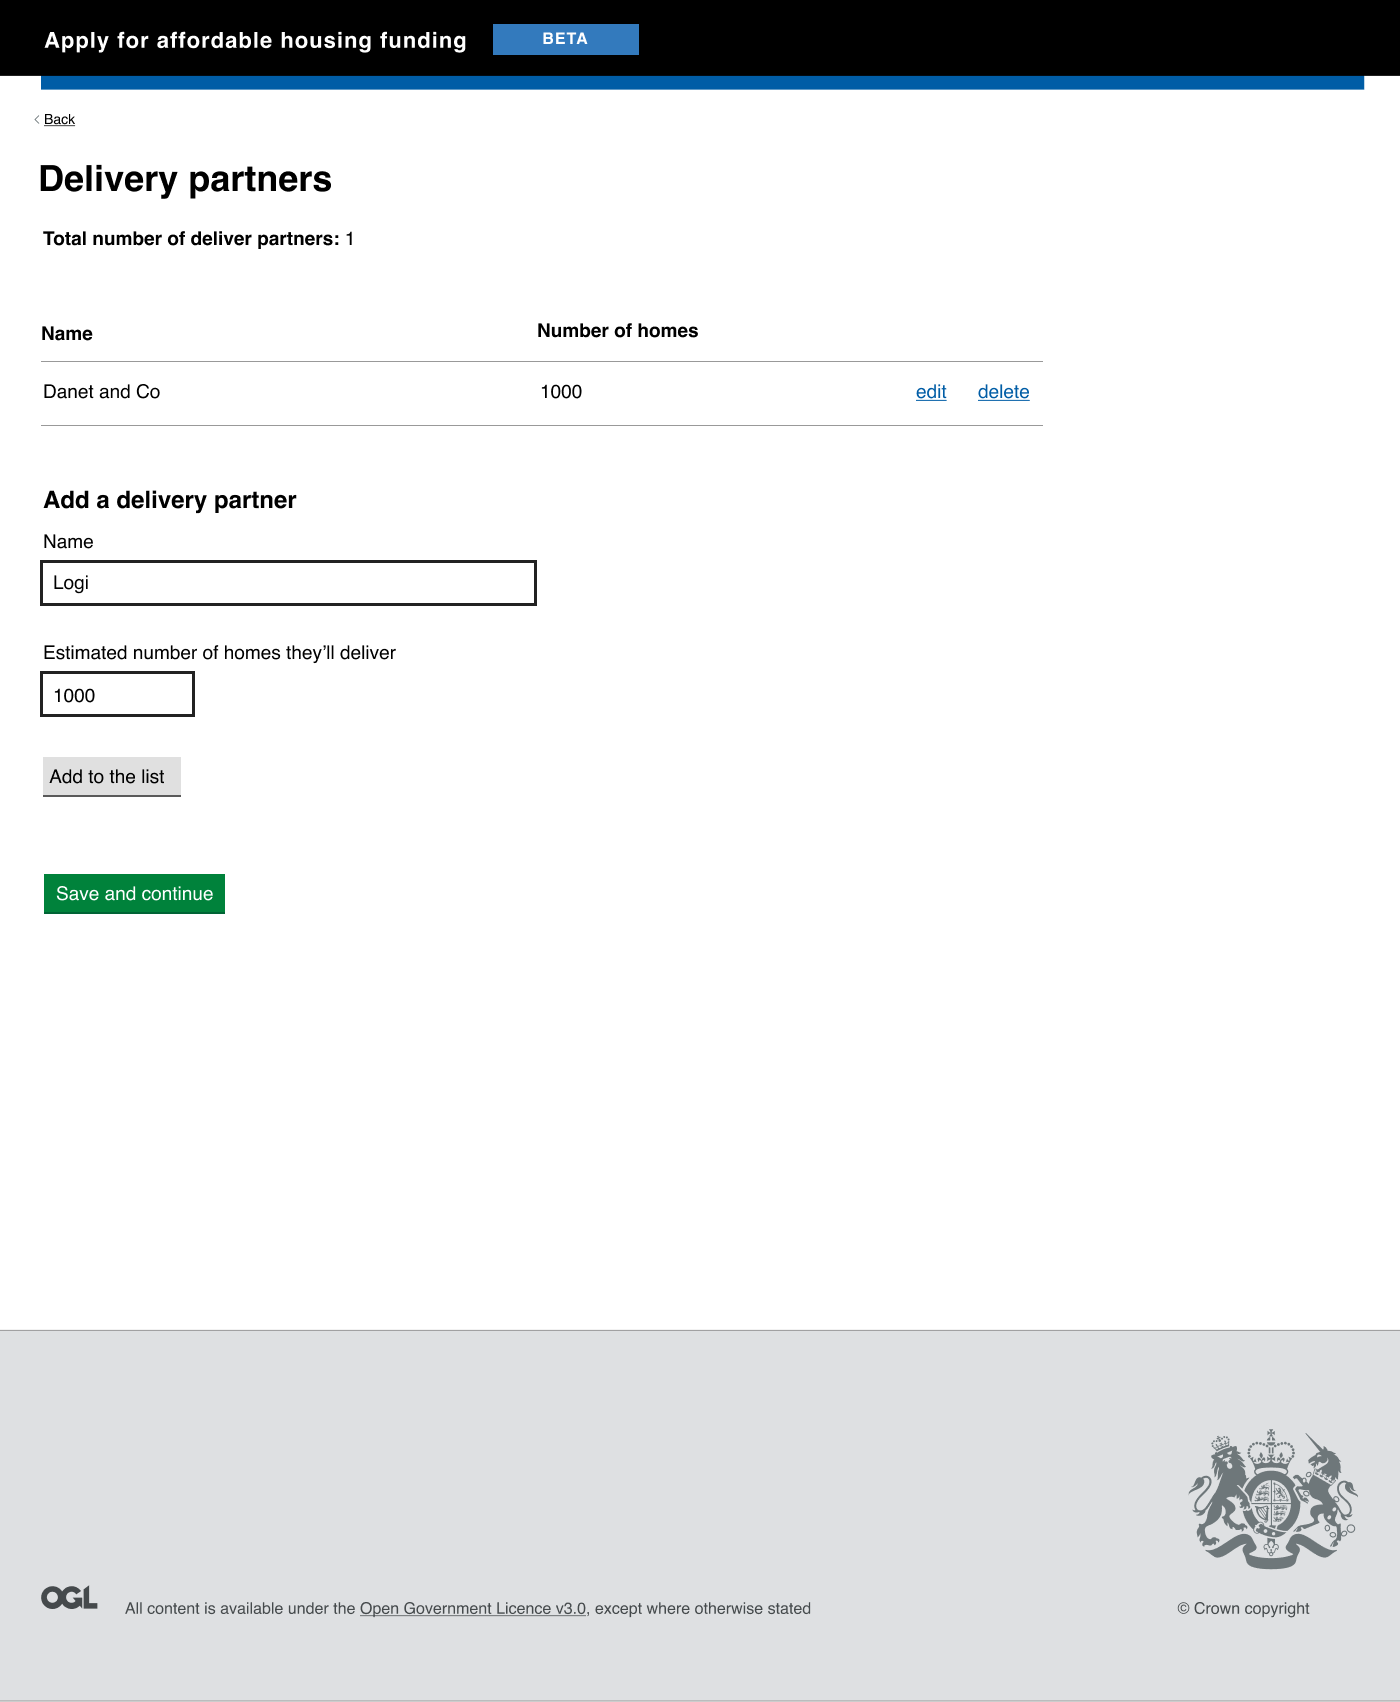 Apply for affordable housing funding BETA
< Back
Delivery partners
Total number of deliver partners: 1
Name Number of homes
Danet and Co 1000 edit delete
Add a delivery partner
Name
Logi
Estimated number of homes they’ll deliver
1000
Add to the list
Save and continue
OGL All content is available under the Open Government Licence v3.0, except where otherwise stated © Crown copyright